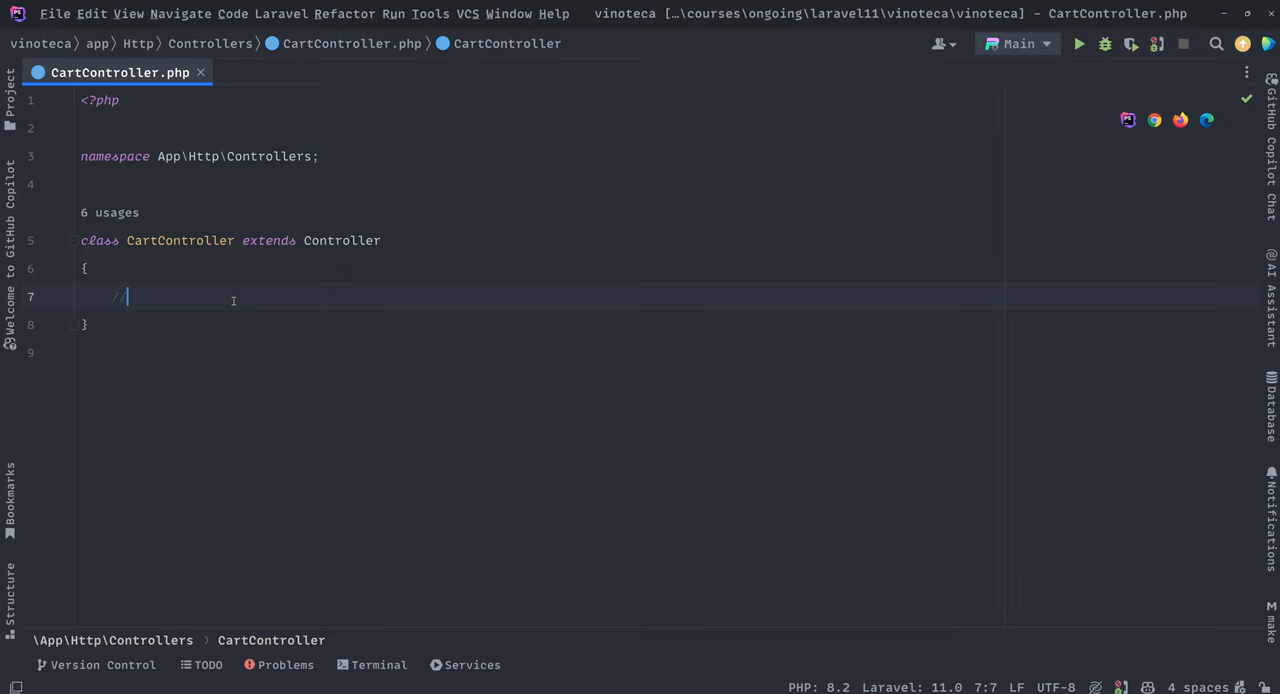 File Edit View Navigate Code Laravel Refactor Run Tools VCS Window Help vinoteca […\courses\ongoing\laravel11\vinoteca\vinoteca] - CartController.php
vinoteca app Http Controllers CartController.php CartController
Main
CartController.php
1 <?php
2
3 namespace App\Http\Controllers;
4
6 usages
5 class CartController extends Controller
6 {
7 //
8 }
9
Project
Welcome to GitHub Copilot
Bookmarks
Structure
GitHub Copilot Chat
AI Assistant
Database
Notifications
M make
\App\Http\Controllers › CartController
Version Control TODO Problems Terminal Services
PHP: 8.2 Laravel: 11.0 7:7 LF UTF-8 4 spaces